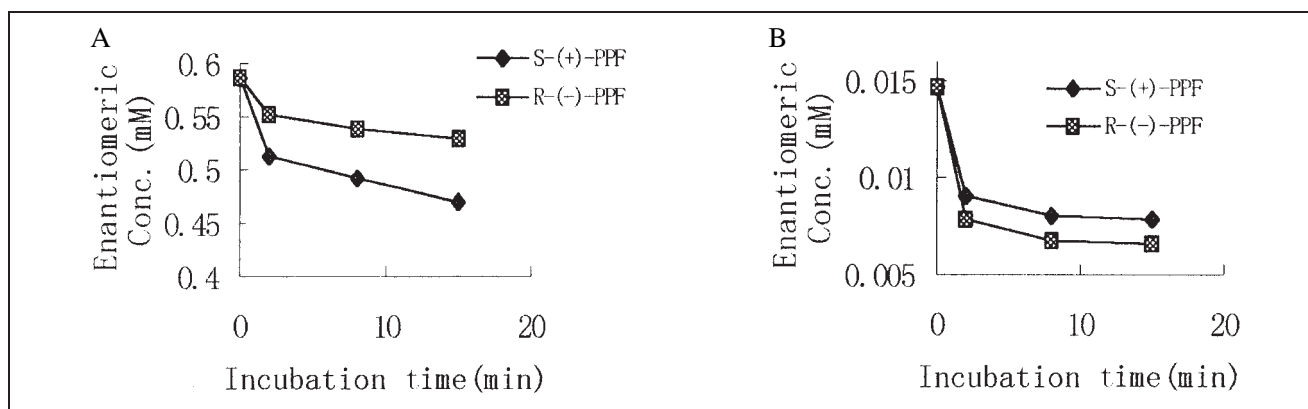 A
Enantiomeric
Conc. (mM)
0.6
0.55
0.5
0.45
0.4
S-(+)-PPF
R-(-)-PPF
0
10
20
Incubation time(min)
B
Enantiomeric
Conc. (mM)
0.015
0.01
0.005
S-(+)-PPF
R-(-)-PPF
0
10
20
Incubation time(min)